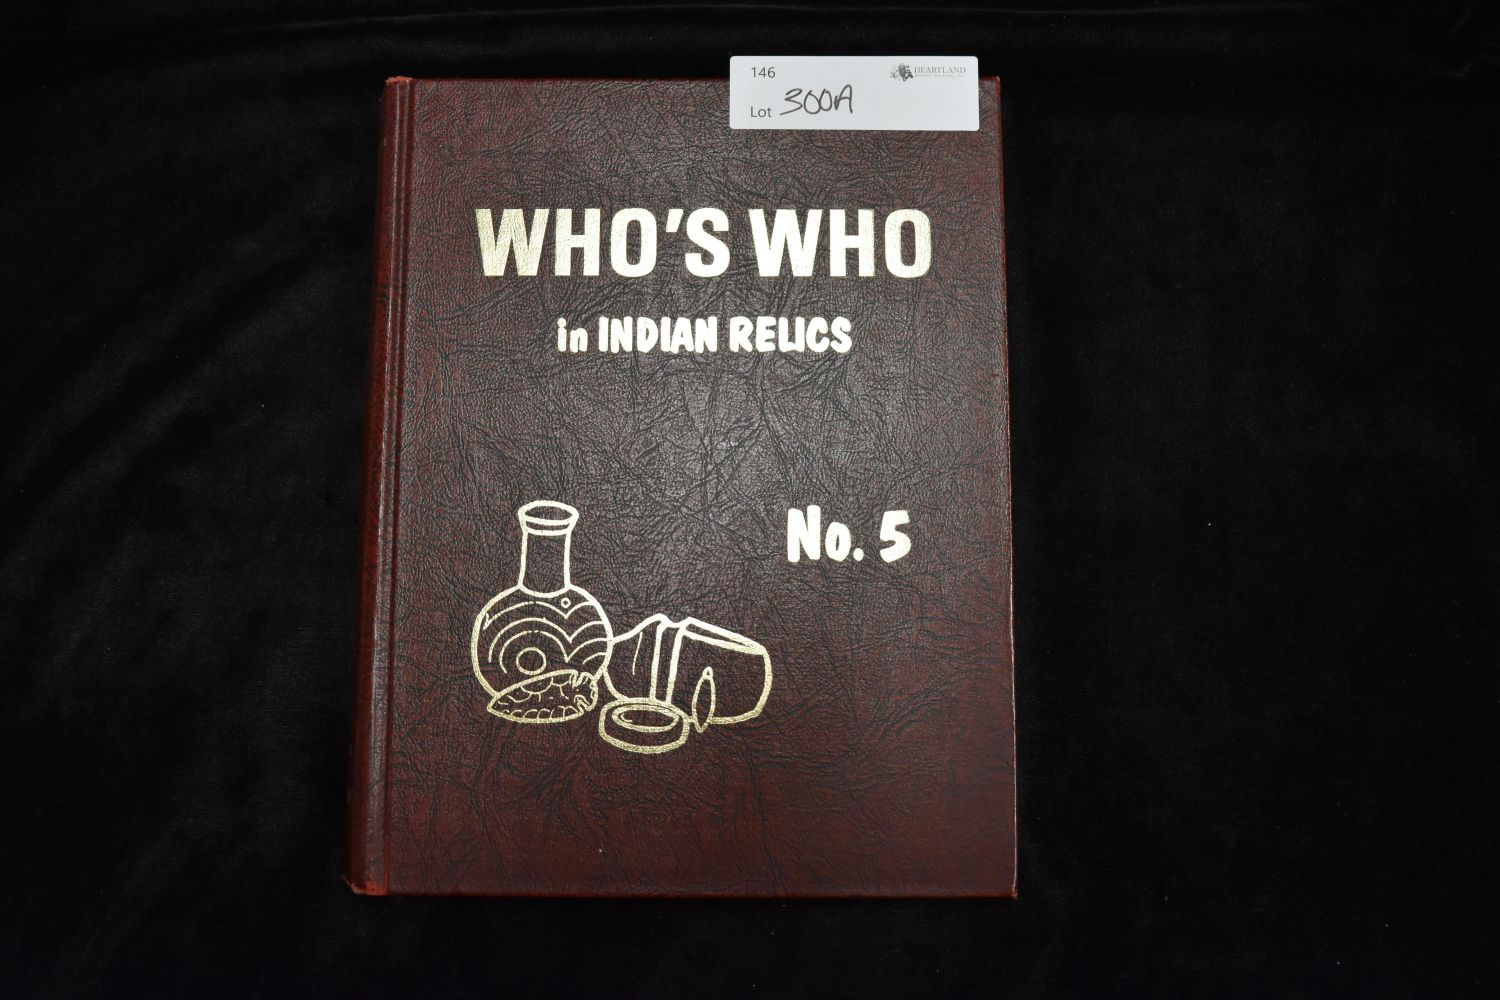 146
HEARTLAND
Lot 300A
WHO'S WHO
in INDIAN RELICS
No. 5